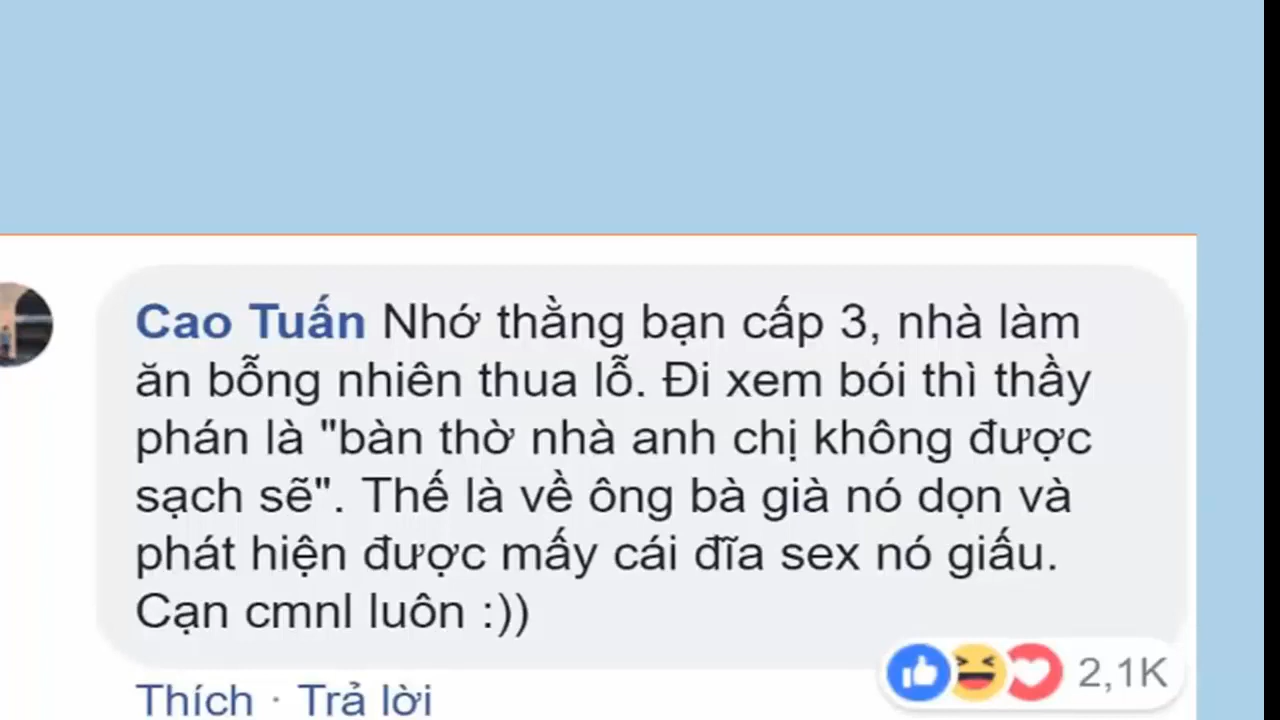 Cao Tuấn Nhớ thằng bạn cấp 3, nhà làm
ăn bỗng nhiên thua lỗ. Đi xem bói thì thầy
phán là "bàn thờ nhà anh chị không được
sạch sẽ". Thế là về ông bà già nó dọn và
phát hiện được mấy cái đĩa sex nó giấu.
Cạn cmnl luôn :))
2,1K
Thích · Trả lời